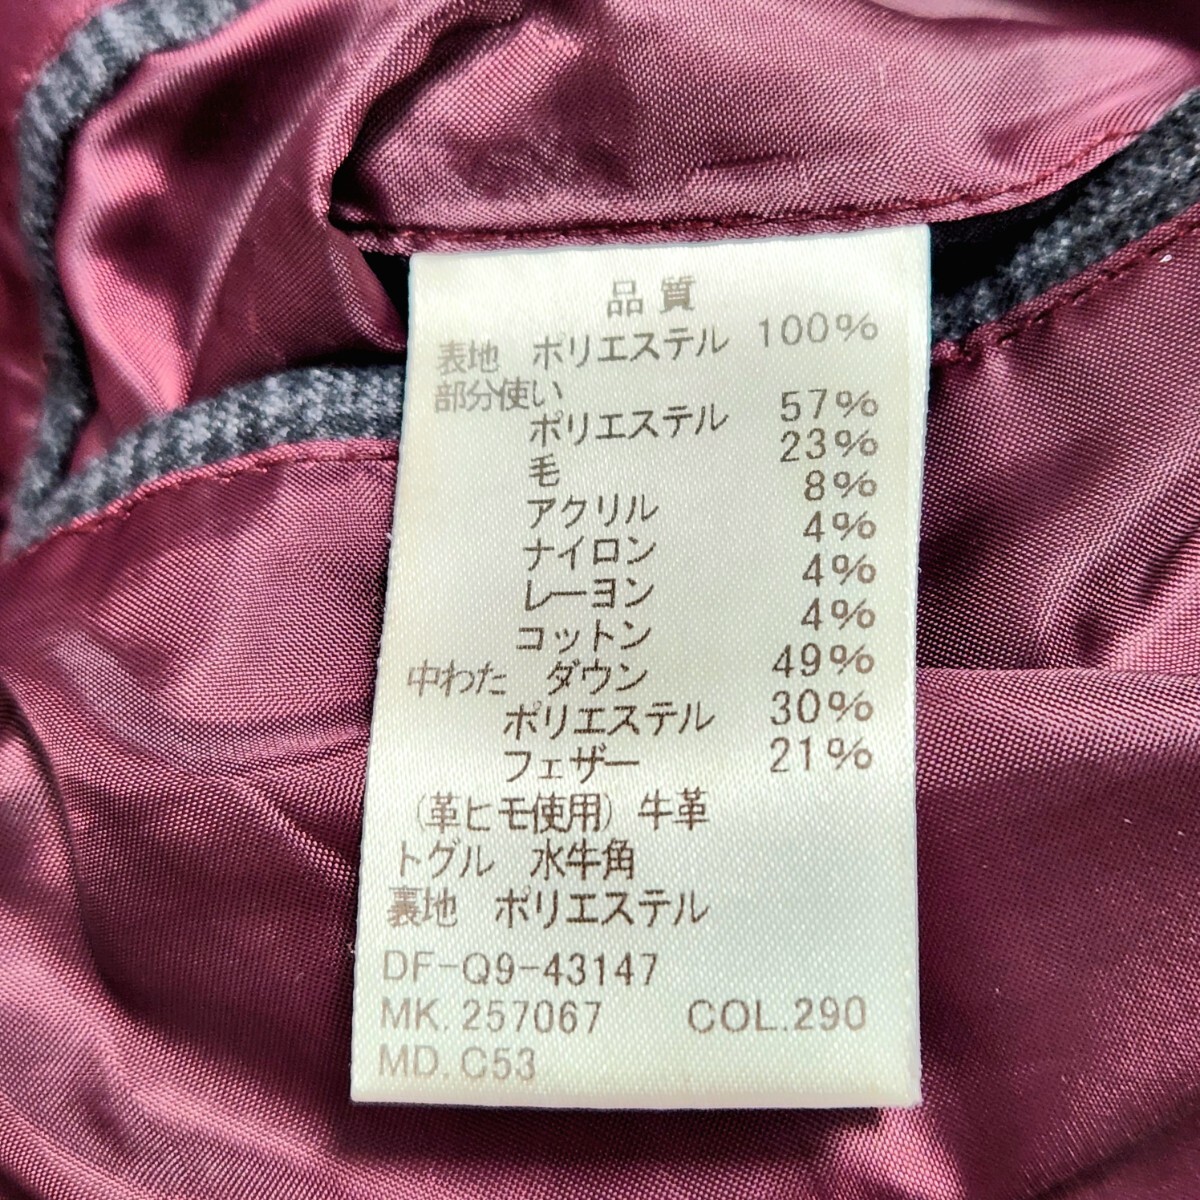 品質
表地 ポリエステル 100%
部分使い
ポリエステル 57%
毛 23%
アクリル 8%
ナイロン 4%
レーヨン 4%
コットン 4%
中わた ダウン 49%
ポリエステル 30%
フェザー 21%
(革ヒモ使用) 牛革
トグル 水牛角
裏地 ポリエステル
DF-Q9-43147
MK.257067 COL.290
MD.C53